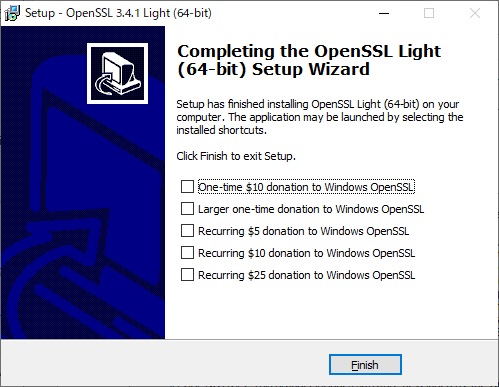 Setup - OpenSSL 3.4.1 Light (64-bit)
Completing the OpenSSL Light
(64-bit) Setup Wizard
Setup has finished installing OpenSSL Light (64-bit) on your
computer. The application may be launched by selecting the
installed shortcuts.
Click Finish to exit Setup.
One-time $10 donation to Windows OpenSSL
Larger one-time donation to Windows OpenSSL
Recurring $5 donation to Windows OpenSSL
Recurring $10 donation to Windows OpenSSL
Recurring $25 donation to Windows OpenSSL
Finish